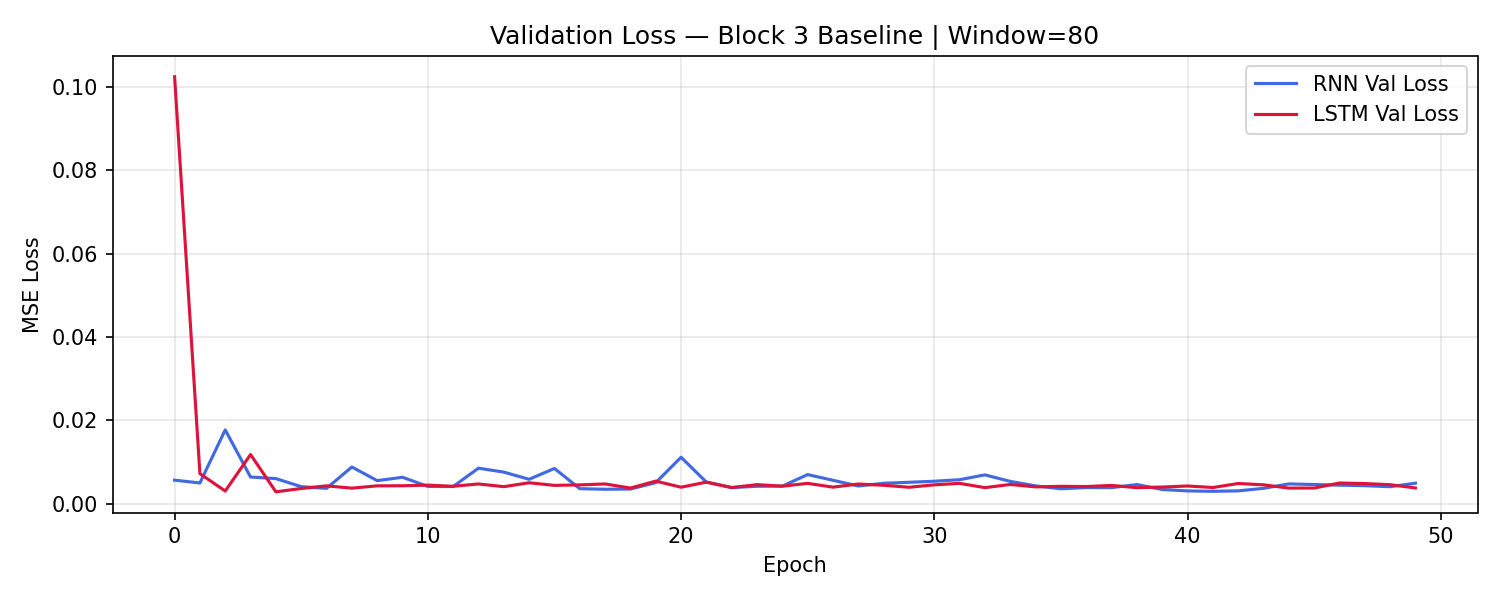 Validation Loss — Block 3 Baseline | Window=80
RNN Val Loss
LSTM Val Loss
MSE Loss
0.10
0.08
0.06
0.04
0.02
0.00
0 10 20 30 40 50
Epoch